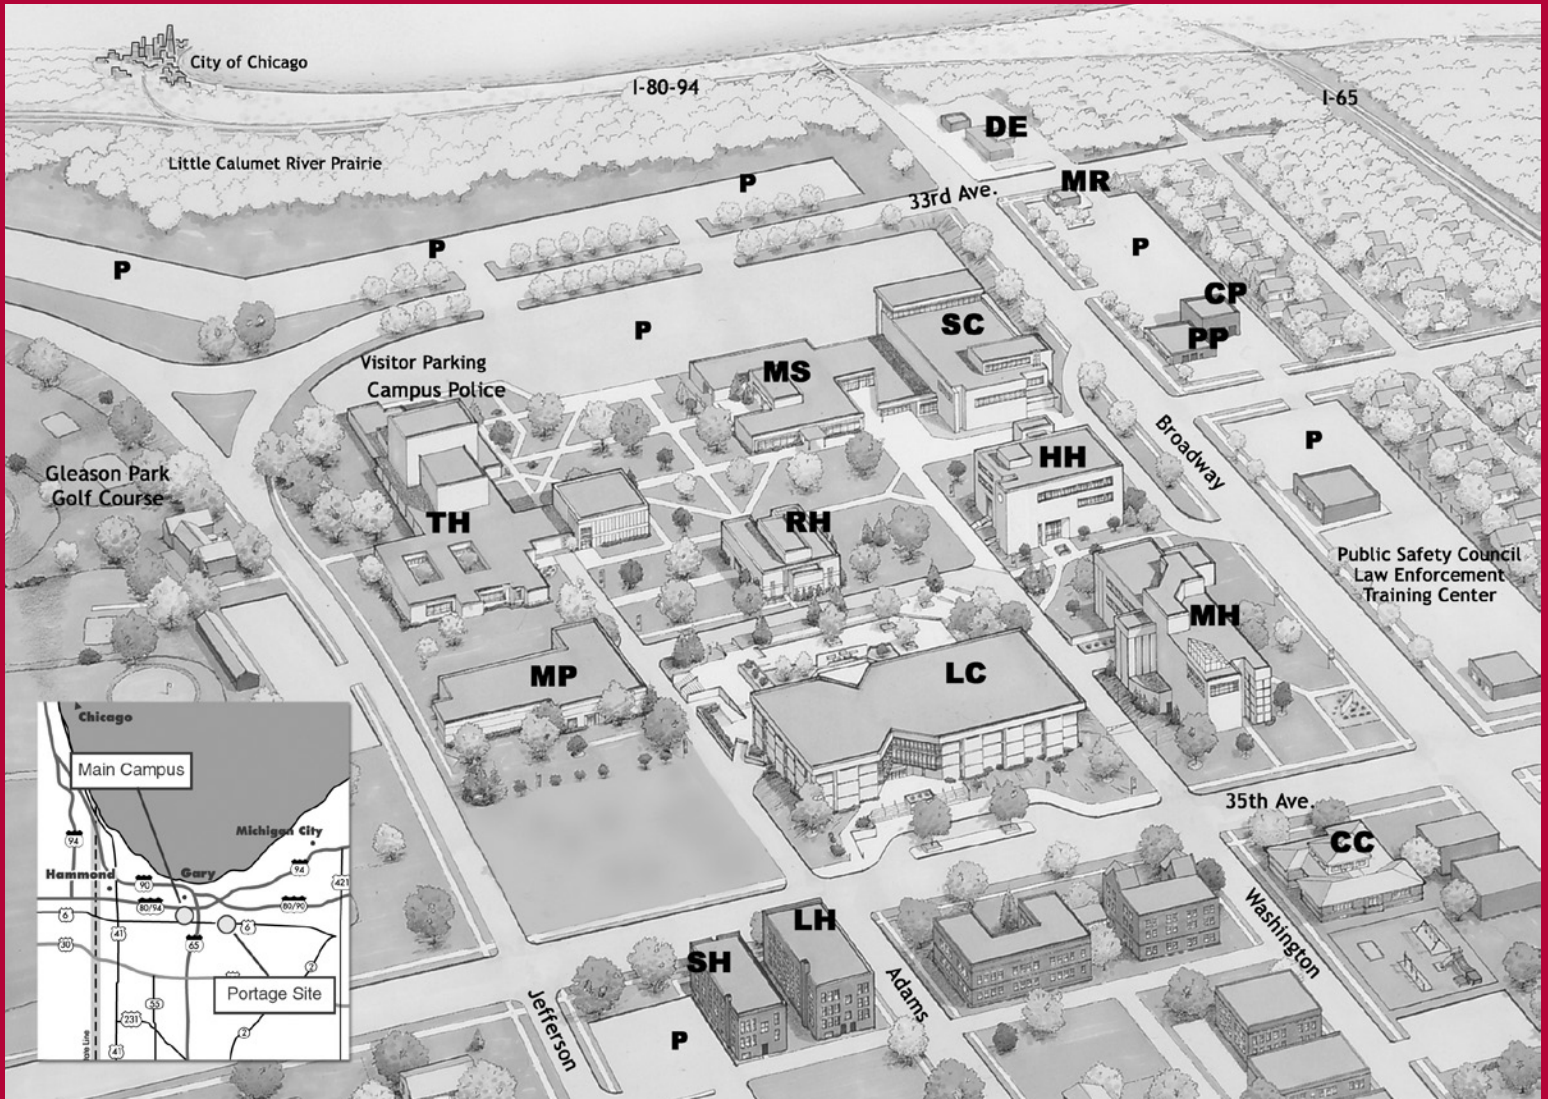 City of Chicago
I-80-94
I-65
DE
Little Calumet River Prairie
P
33rd Ave.
MR
P
P
P
CP
SC
PP
P
Visitor Parking
Campus Police
MS
Broadway
P
HH
Gleason Park
Golf Course
TH
RH
Public Safety Council
Law Enforcement
Training Center
MH
MP
LC
35th Ave.
CC
Washington
LH
SH
Adams
Jefferson
P
Chicago
Main Campus
Michigan City
94
Hammond
Gary
90
94
421
80/94
80/90
6
6
41
65
30
2
Portage Site
55
231
2
41